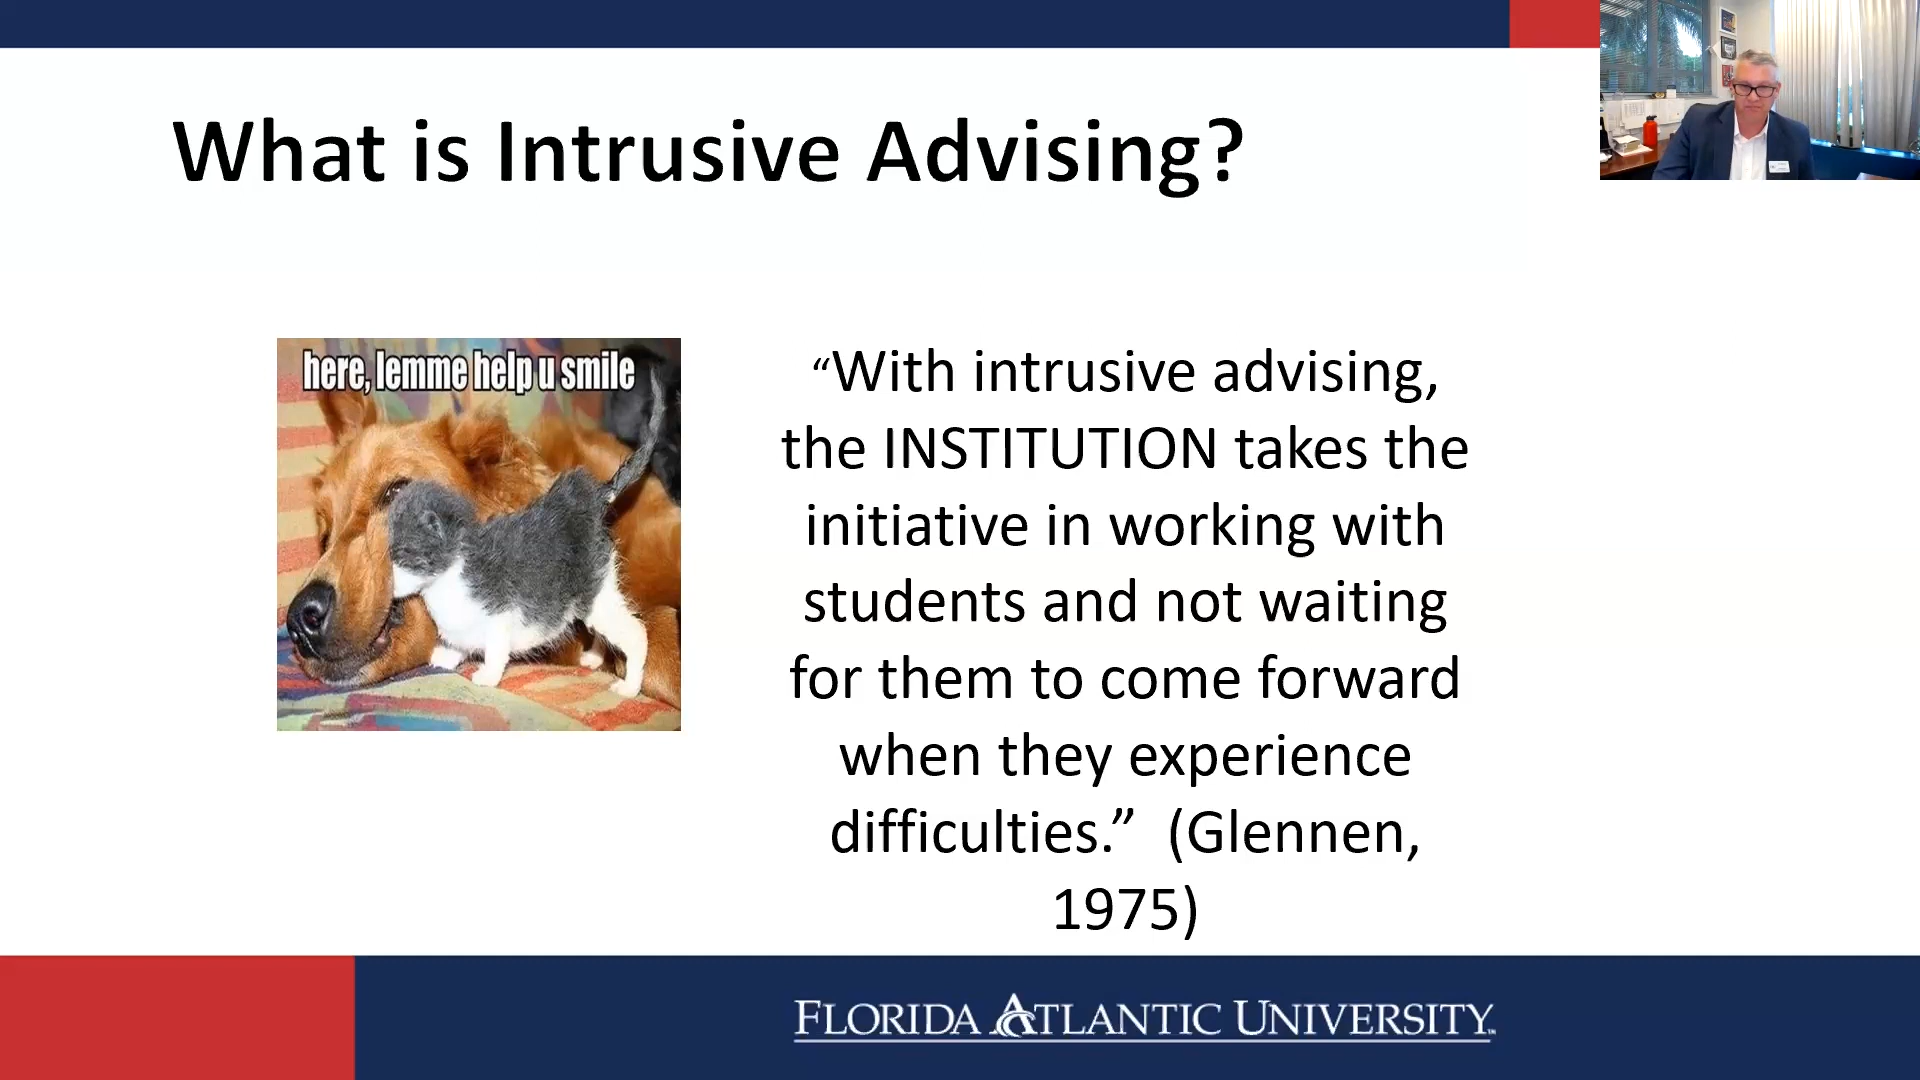 What is Intrusive Advising?
here, lemme help u smile
“With intrusive advising,
the INSTITUTION takes the
initiative in working with
students and not waiting
for them to come forward
when they experience
difficulties.” (Glennen,
1975)
FLORIDA ATLANTIC UNIVERSITY™